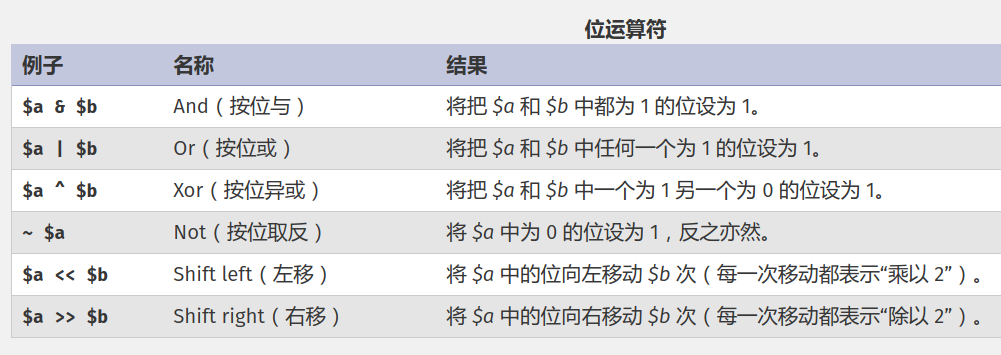 位运算符
例子 名称 结果
$a & $b And（按位与） 将把 $a 和 $b 中都为 1 的位设为 1。
$a | $b Or（按位或） 将把 $a 和 $b 中任何一个为 1 的位设为 1。
$a ^ $b Xor（按位异或） 将把 $a 和 $b 中一个为 1 另一个为 0 的位设为 1。
~ $a Not（按位取反） 将 $a 中为 0 的位设为 1，反之亦然。
$a << $b Shift left（左移） 将 $a 中的位向左移动 $b 次（每一次移动都表示“乘以 2”）。
$a >> $b Shift right（右移） 将 $a 中的位向右移动 $b 次（每一次移动都表示“除以 2”）。